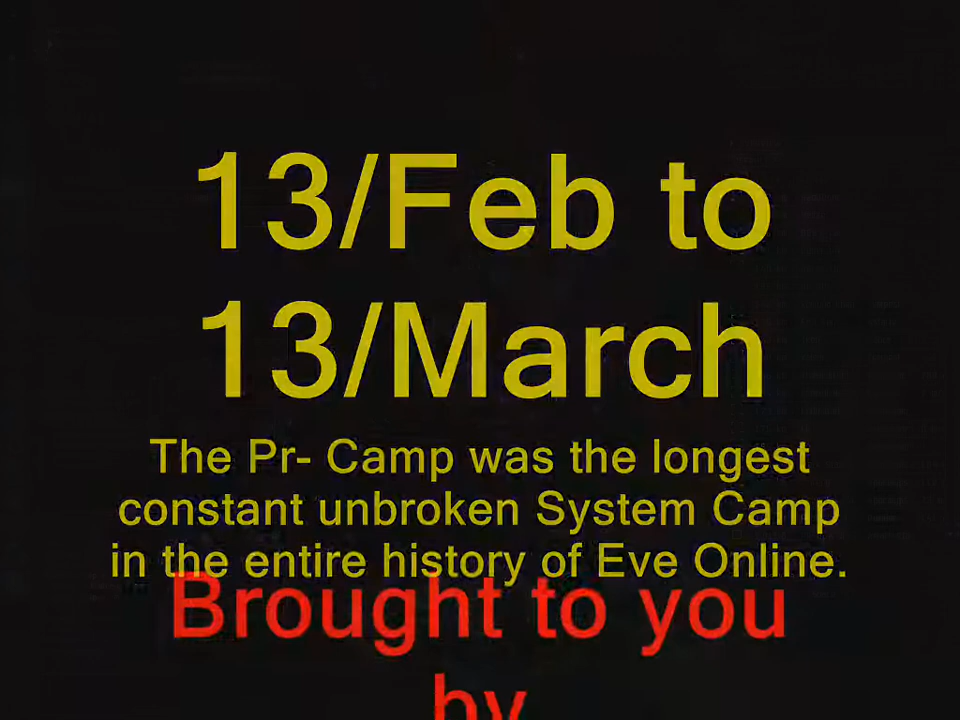 13/Feb to
13/March
The Pr- Camp was the longest
constant unbroken System Camp
in the entire history of Eve Online.
Brought to you
by